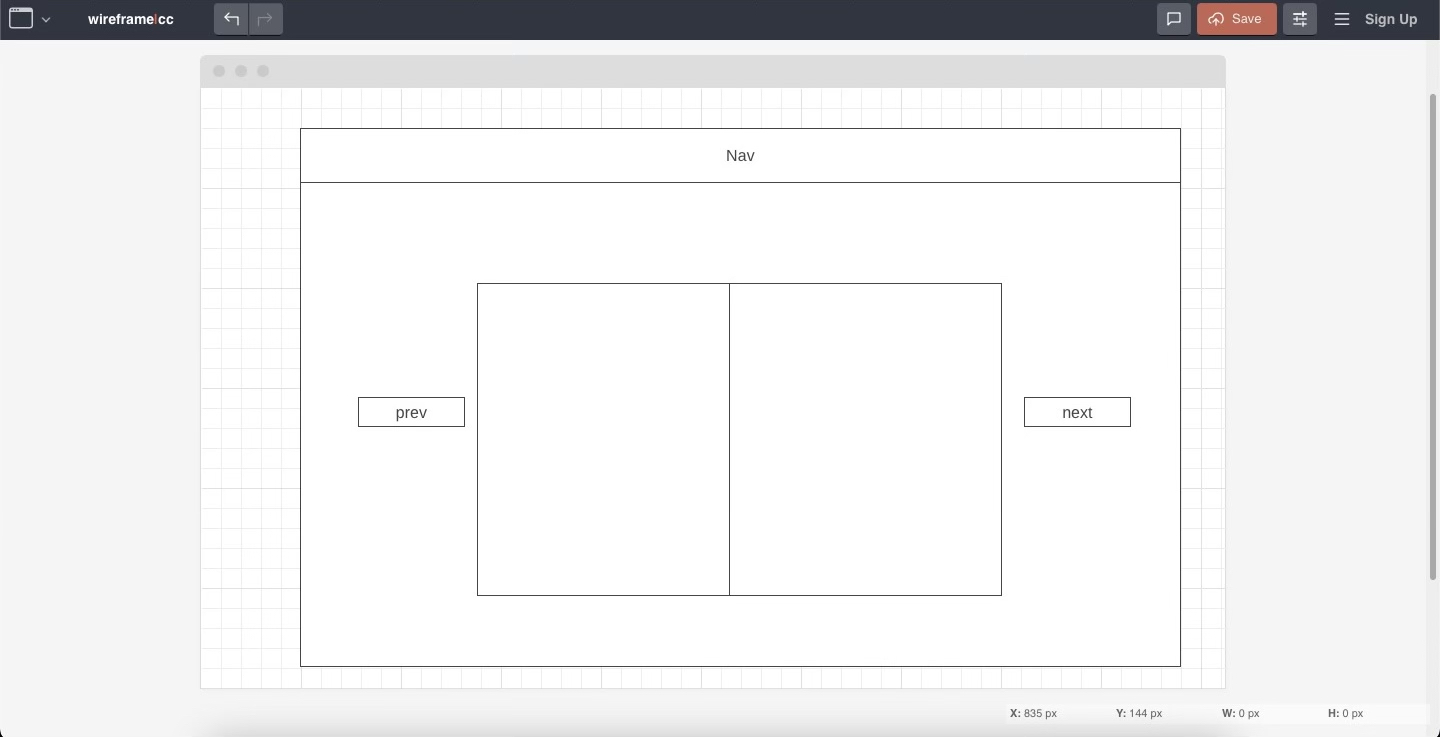 wireframe|cc
Save
Sign Up
Nav
prev
next
X: 835 px Y: 144 px W: 0 px H: 0 px